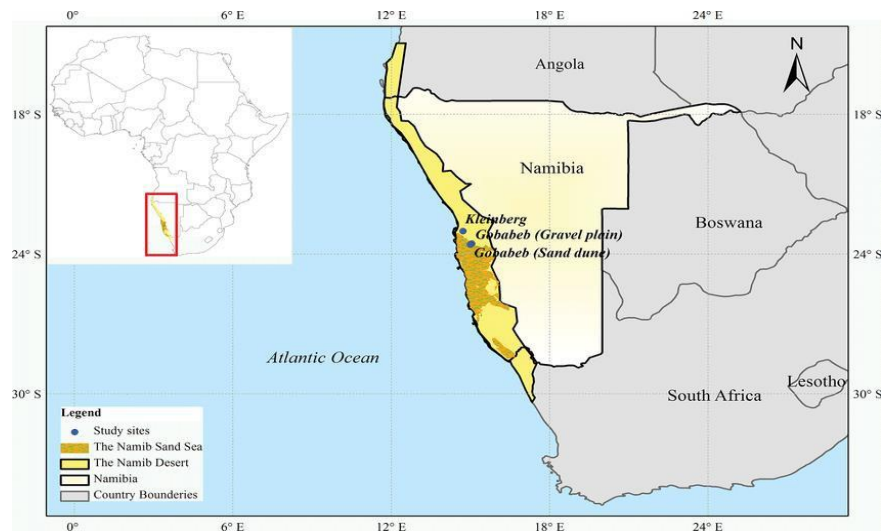 0°
6° E
12°E
18°E
24°E
N
Angola
18° S
18° S
Namibia
Kleinberg
Gobabeb (Gravel plain)
Boswana
Gobabeb (Sand dune)
24°S
24°S
Atlantic Ocean
South Africa
Lesotho
30°S
30°S
Legend
Study sites
The Namib Sand Sea
The Namib Desert
Namibia
Country Bounderies
0°
6°E
12°E
18°E
24°E